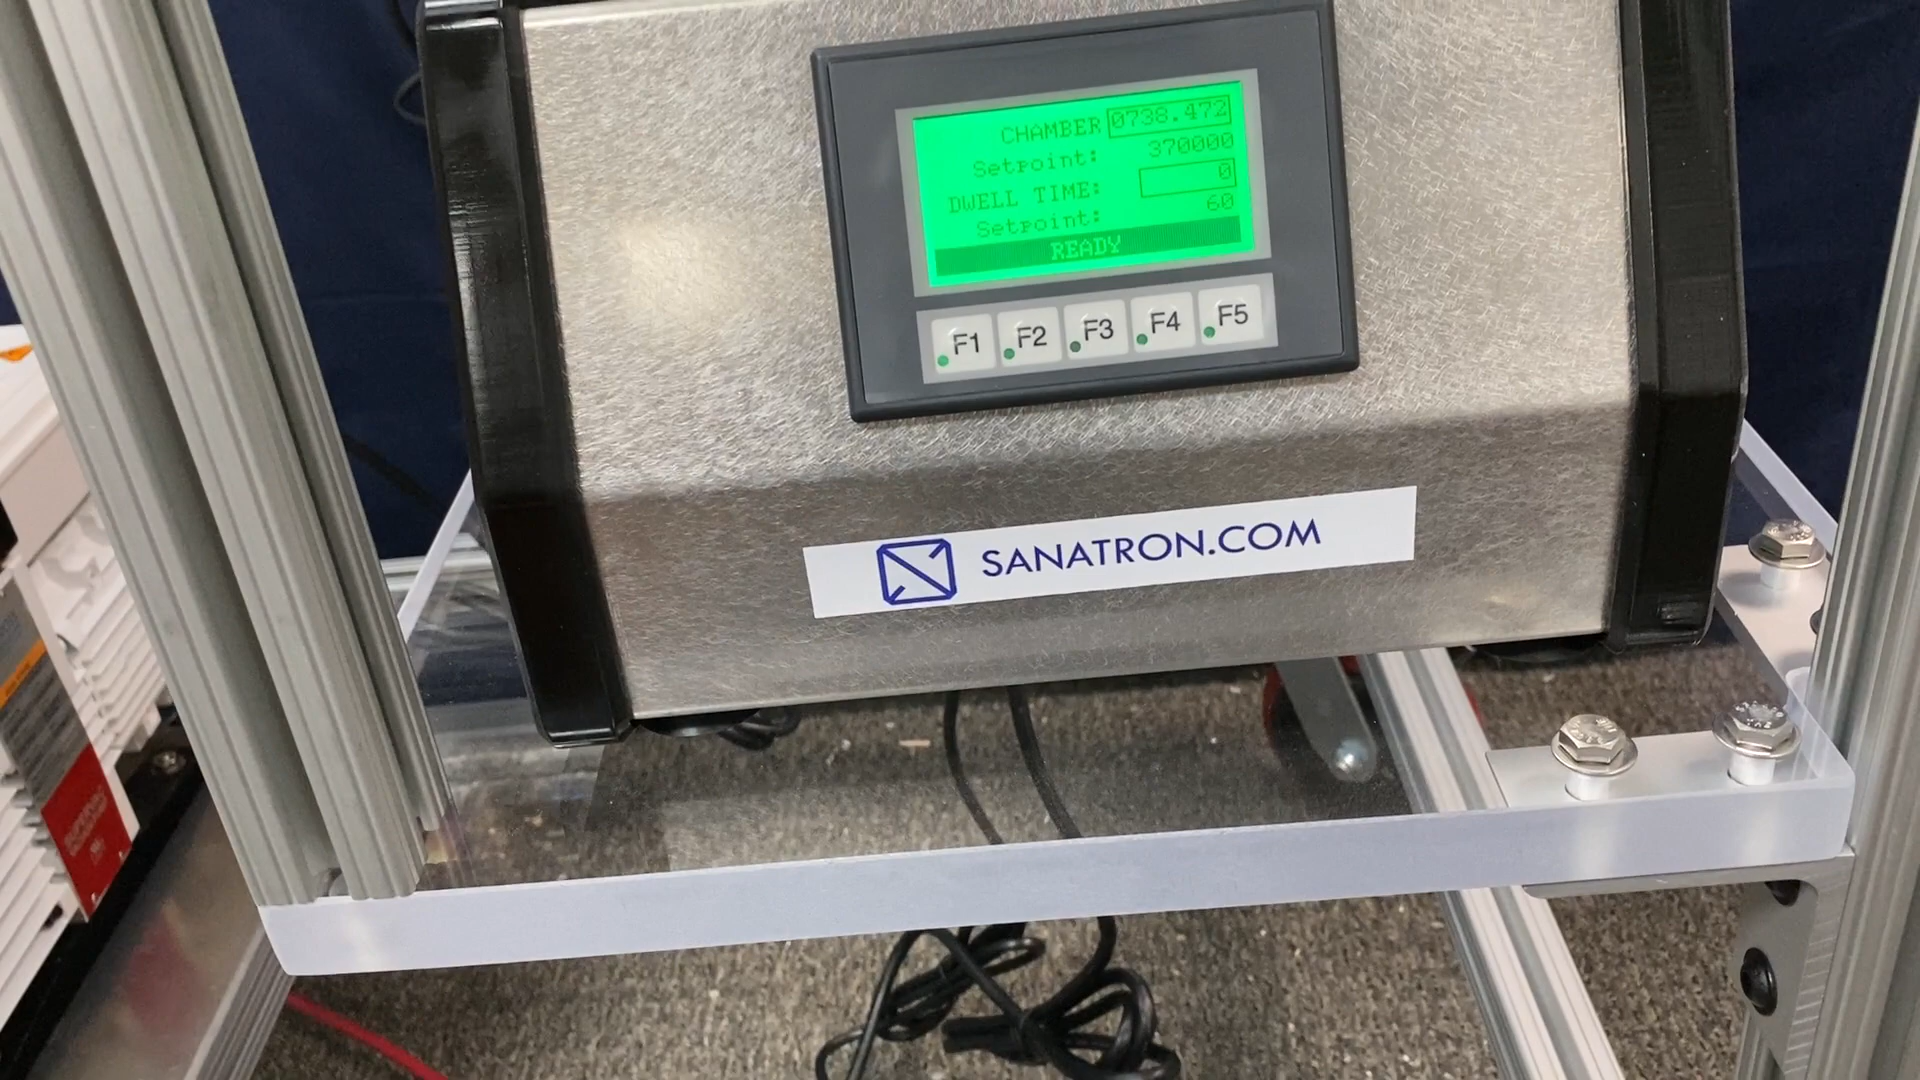 CHAMBER 0738.472
Setpoint: 370000
DWELL TIME: 0
Setpoint: 60
READY
F1 F2 F3 F4 F5
SANATRON.COM